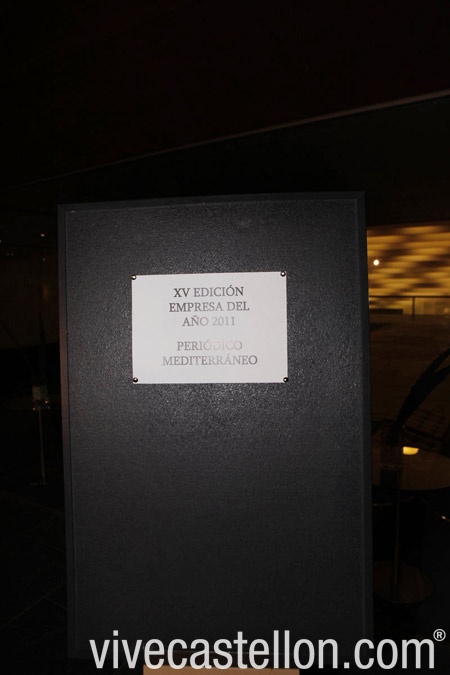 XV EDICIÓN
EMPRESA DEL
AÑO 2011
PERIÓDICO
MEDITERRÁNEO
vivecastellon.com®